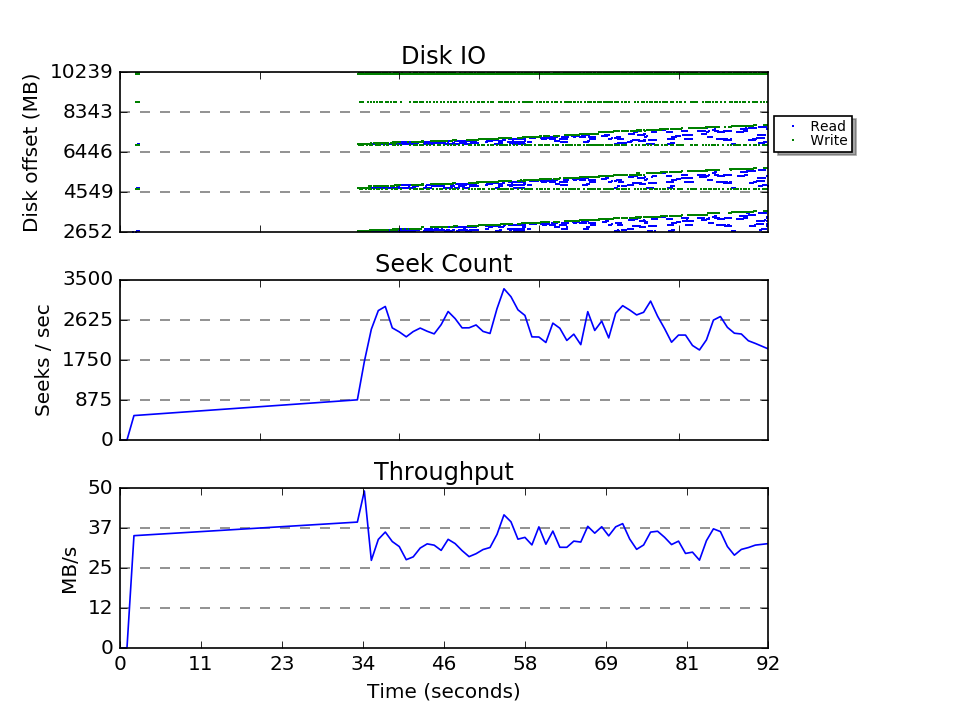 Disk IO
Disk offset (MB)
10239
8343
6446
4549
2652
Read
Write
Seek Count
Seeks / sec
3500
2625
1750
875
0
Throughput
MB/s
50
37
25
12
0
0 11 23 34 46 58 69 81 92
Time (seconds)